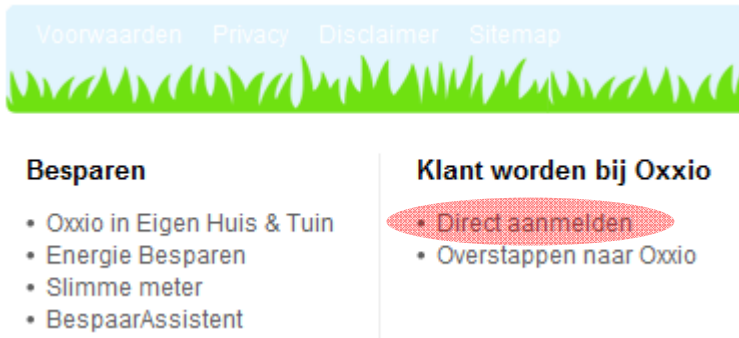 Voorwaarden Privacy Disclaimer Sitemap
Besparen
• Oxxio in Eigen Huis & Tuin
• Energie Besparen
• Slimme meter
• BespaarAssistent
Klant worden bij Oxxio
• Direct aanmelden
• Overstappen naar Oxxio